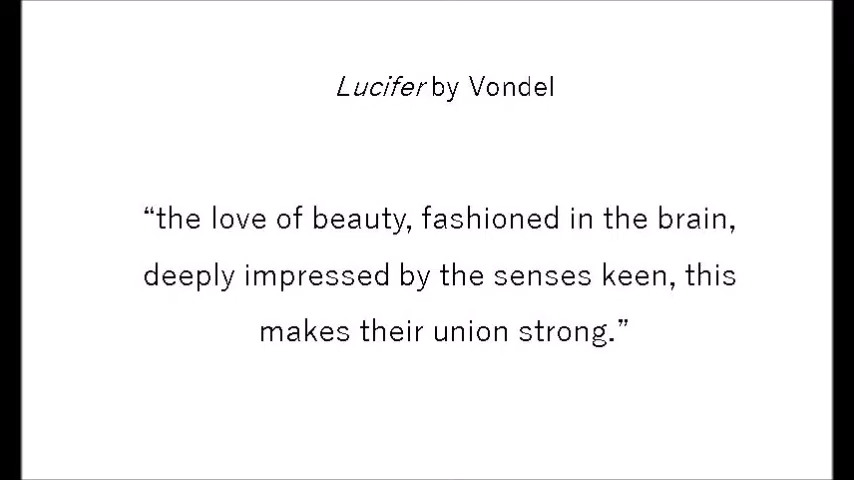 Lucifer by Vondel
“the love of beauty, fashioned in the brain,
deeply impressed by the senses keen, this
makes their union strong.”